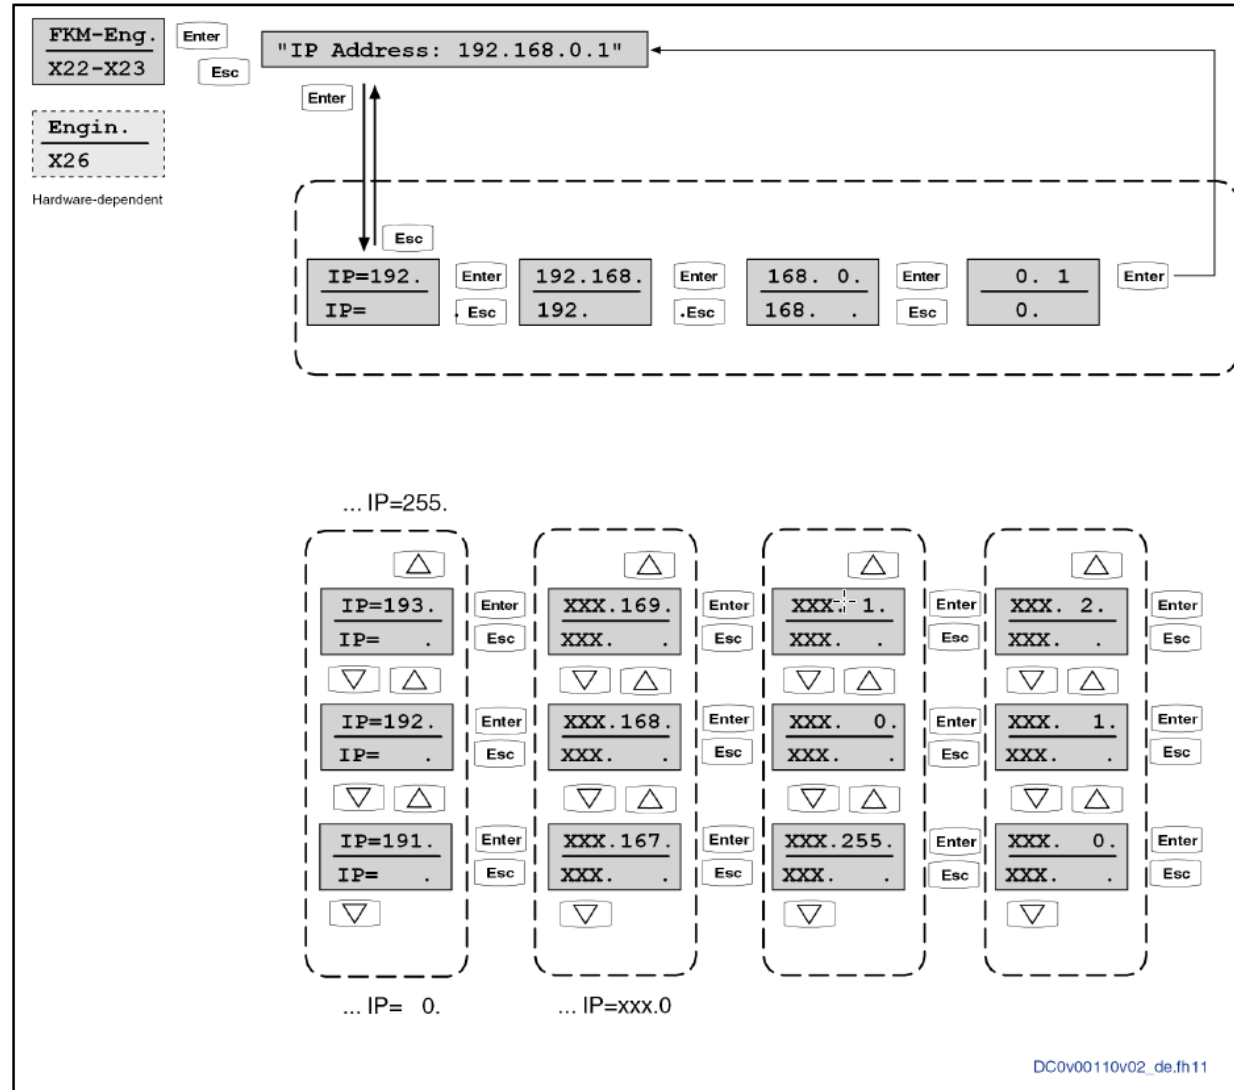 FKM-Eng.
X22-X23
Enter
Esc
"IP Address: 192.168.0.1"
Enter
Engin.
X26
Hardware-dependent
Esc
IP=192. Enter 192.168. Enter 168. 0. Enter 0. 1 Enter
IP= . Esc 192. .Esc 168. . Esc 0.
... IP=255.
IP=193. Enter XXX.169. Enter XXX. 1. Enter XXX. 2. Enter
IP= . Esc XXX. . Esc XXX. . Esc XXX. . Esc
IP=192. Enter XXX.168. Enter XXX. 0. Enter XXX. 1. Enter
IP= . Esc XXX. . Esc XXX. . Esc XXX. . Esc
IP=191. Enter XXX.167. Enter XXX.255. Enter XXX. 0. Enter
IP= . Esc XXX. . Esc XXX. . Esc XXX. . Esc
... IP= 0. ... IP=xxx.0
DC0v00110v02_de.fh11